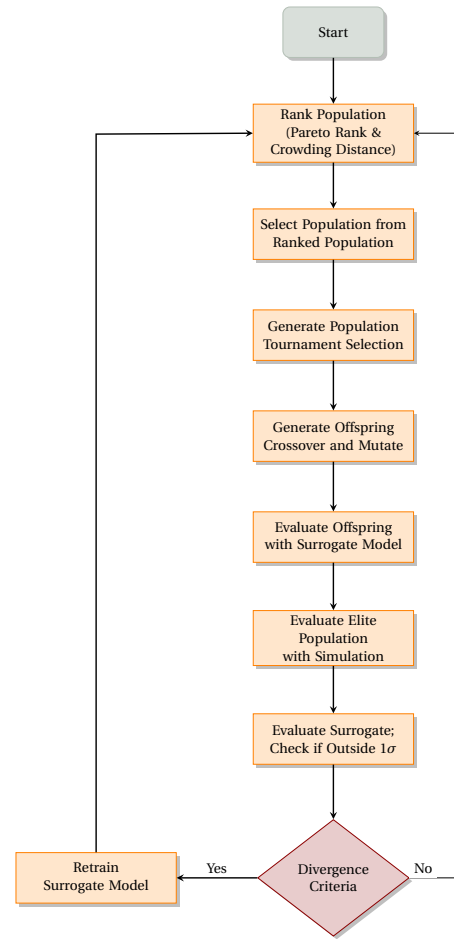 Start
Rank Population
(Pareto Rank &
Crowding Distance)
Select Population from
Ranked Population
Generate Population
Tournament Selection
Generate Offspring
Crossover and Mutate
Evaluate Offspring
with Surrogate Model
Evaluate Elite
Population
with Simulation
Evaluate Surrogate;
Check if Outside 1σ
Divergence
Criteria
Yes
No
Retrain
Surrogate Model